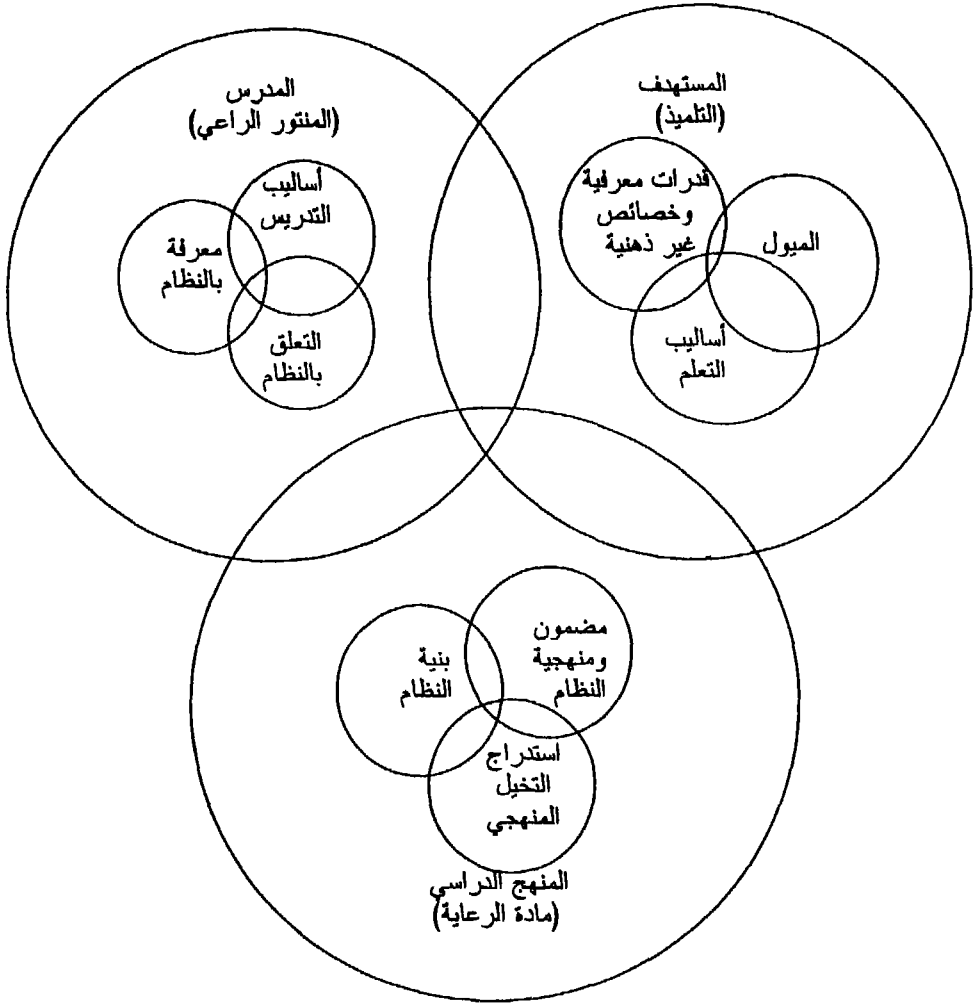 المستهدف
(التلميذ)
قدرات معرفية
وخصائص
غير ذهنية
الميول
أساليب
التعلم
المدرس
(المنتور الراعي)
أساليب
التدريس
معرفة
بالنظام
التعلق
بالنظام
مضمون
ومنهجية
النظام
بنية
النظام
استدراج
التخيل
المنهجي
المنهج الدراسي
(مادة الرعاية)